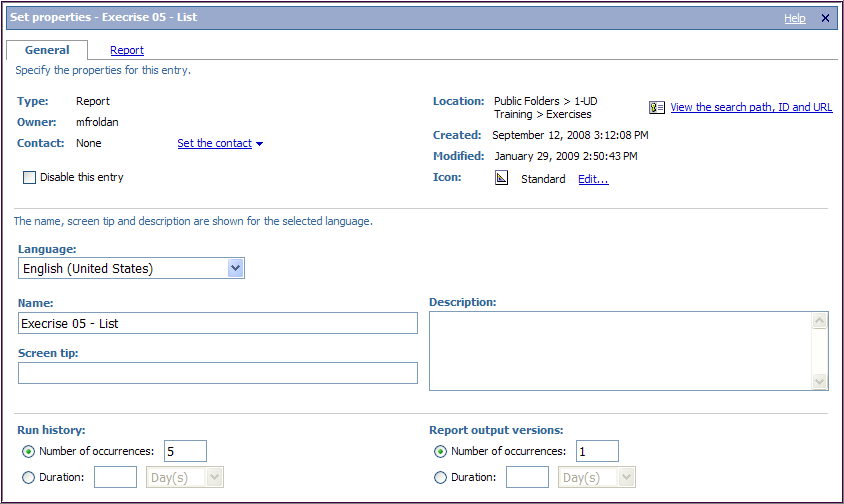 Set properties - Execrise 05 - List Help
General Report
Specify the properties for this entry.
Type: Report
Owner: mfroldan
Contact: None Set the contact
Disable this entry
Location: Public Folders > 1-UD
Training > Exercises
View the search path, ID and URL
Created: September 12, 2008 3:12:08 PM
Modified: January 29, 2009 2:50:43 PM
Icon: Standard Edit...
The name, screen tip and description are shown for the selected language.
Language:
English (United States)
Name:
Execrise 05 - List
Screen tip:
Description:
Run history:
Number of occurrences: 5
Duration: Day(s)
Report output versions:
Number of occurrences: 1
Duration: Day(s)